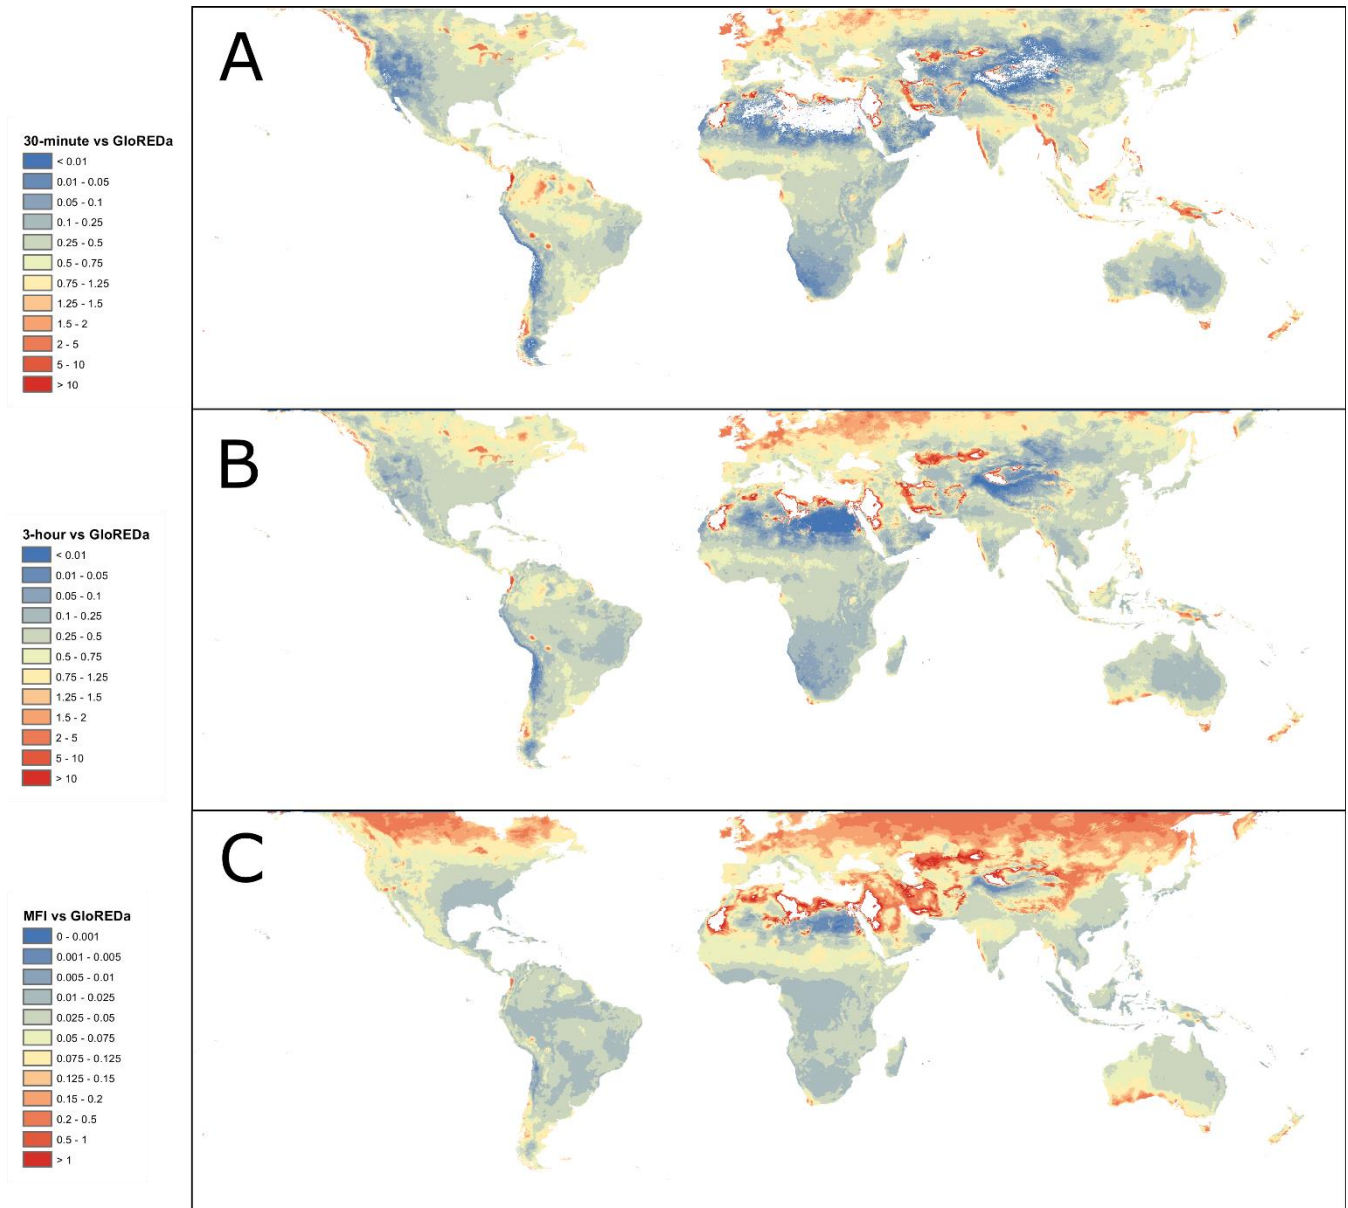 A
30-minute vs GloREDa
< 0.01
0.01 - 0.05
0.05 - 0.1
0.1 - 0.25
0.25 - 0.5
0.5 - 0.75
0.75 - 1.25
1.25 - 1.5
1.5 - 2
2 - 5
5 - 10
> 10
B
3-hour vs GloREDa
< 0.01
0.01 - 0.05
0.05 - 0.1
0.1 - 0.25
0.25 - 0.5
0.5 - 0.75
0.75 - 1.25
1.25 - 1.5
1.5 - 2
2 - 5
5 - 10
> 10
C
MFI vs GloREDa
0 - 0.001
0.001 - 0.005
0.005 - 0.01
0.01 - 0.025
0.025 - 0.05
0.05 - 0.075
0.075 - 0.125
0.125 - 0.15
0.15 - 0.2
0.2 - 0.5
0.5 - 1
> 1